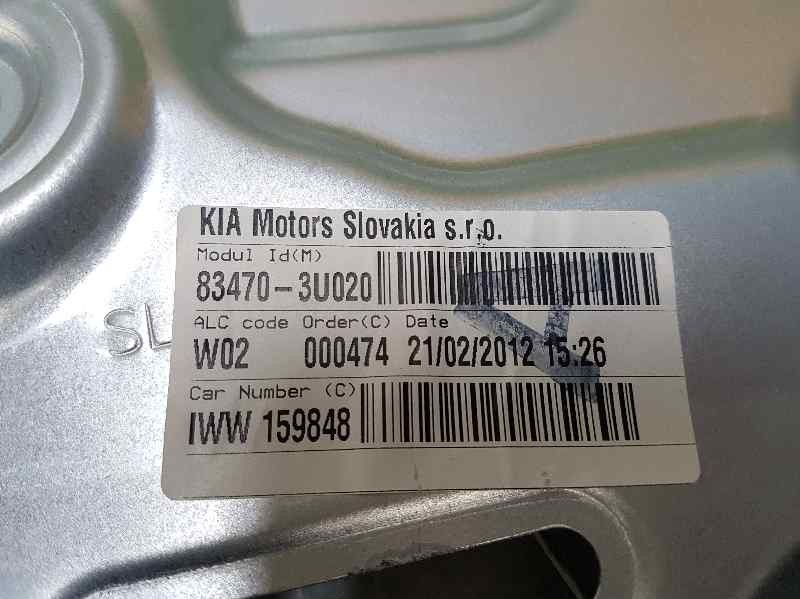 KIA Motors Slovakia s.r.o.
Modul Id(M)
83470-3U020
ALC code Order(C) Date
W02 000474 21/02/2012 15:26
Car Number (C)
IWW 159848
SL